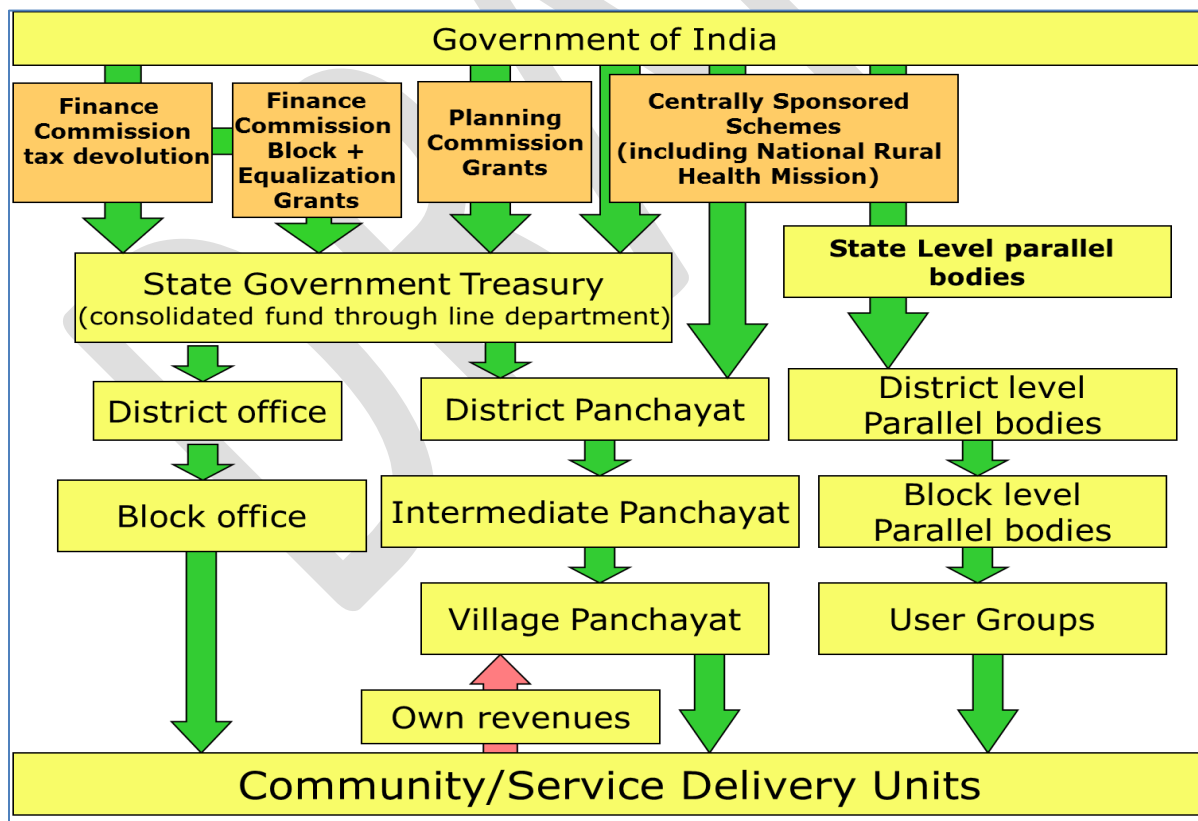 Government of India
Finance
Commission
tax devolution
Finance
Commission
Block +
Equalization
Grants
Planning
Commission
Grants
Centrally Sponsored
Schemes
(including National Rural
Health Mission)
State Level parallel
bodies
State Government Treasury
(consolidated fund through line department)
District office
District Panchayat
District level
Parallel bodies
Block office
Intermediate Panchayat
Block level
Parallel bodies
Village Panchayat
User Groups
Own revenues
Community/Service Delivery Units